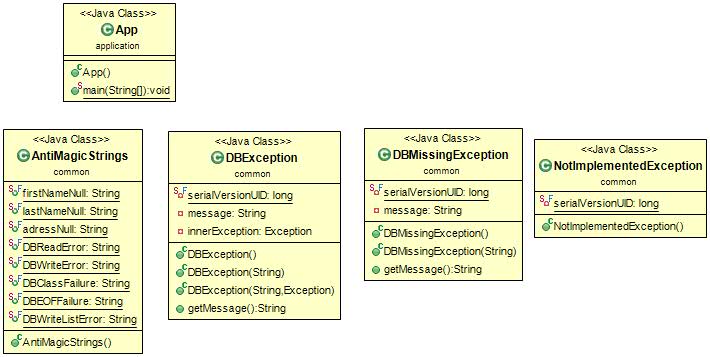 <<Java Class>>
App
application
App()
main(String[]):void
<<Java Class>>
AntiMagicStrings
common
firstNameNull: String
lastNameNull: String
adressNull: String
DBReadError: String
DBWriteError: String
DBClassFailure: String
DBEOFFailure: String
DBWriteListError: String
AntiMagicStrings()
<<Java Class>>
DBException
common
serialVersionUID: long
message: String
innerException: Exception
DBException()
DBException(String)
DBException(String,Exception)
getMessage():String
<<Java Class>>
DBMissingException
common
serialVersionUID: long
message: String
DBMissingException()
DBMissingException(String)
getMessage():String
<<Java Class>>
NotImplementedException
common
serialVersionUID: long
NotImplementedException()